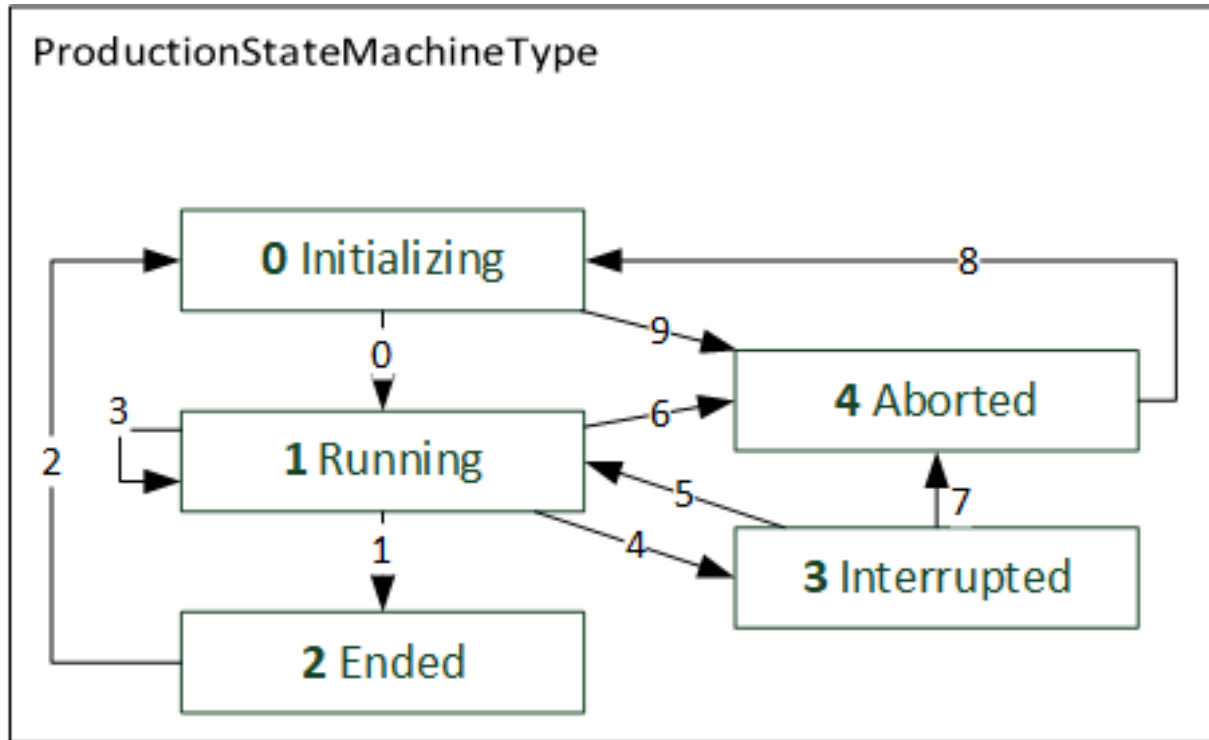 ProductionStateMachineType
0 Initializing
8
9
0
4 Aborted
3
6
1 Running
2
5
7
4
1
3 Interrupted
2 Ended